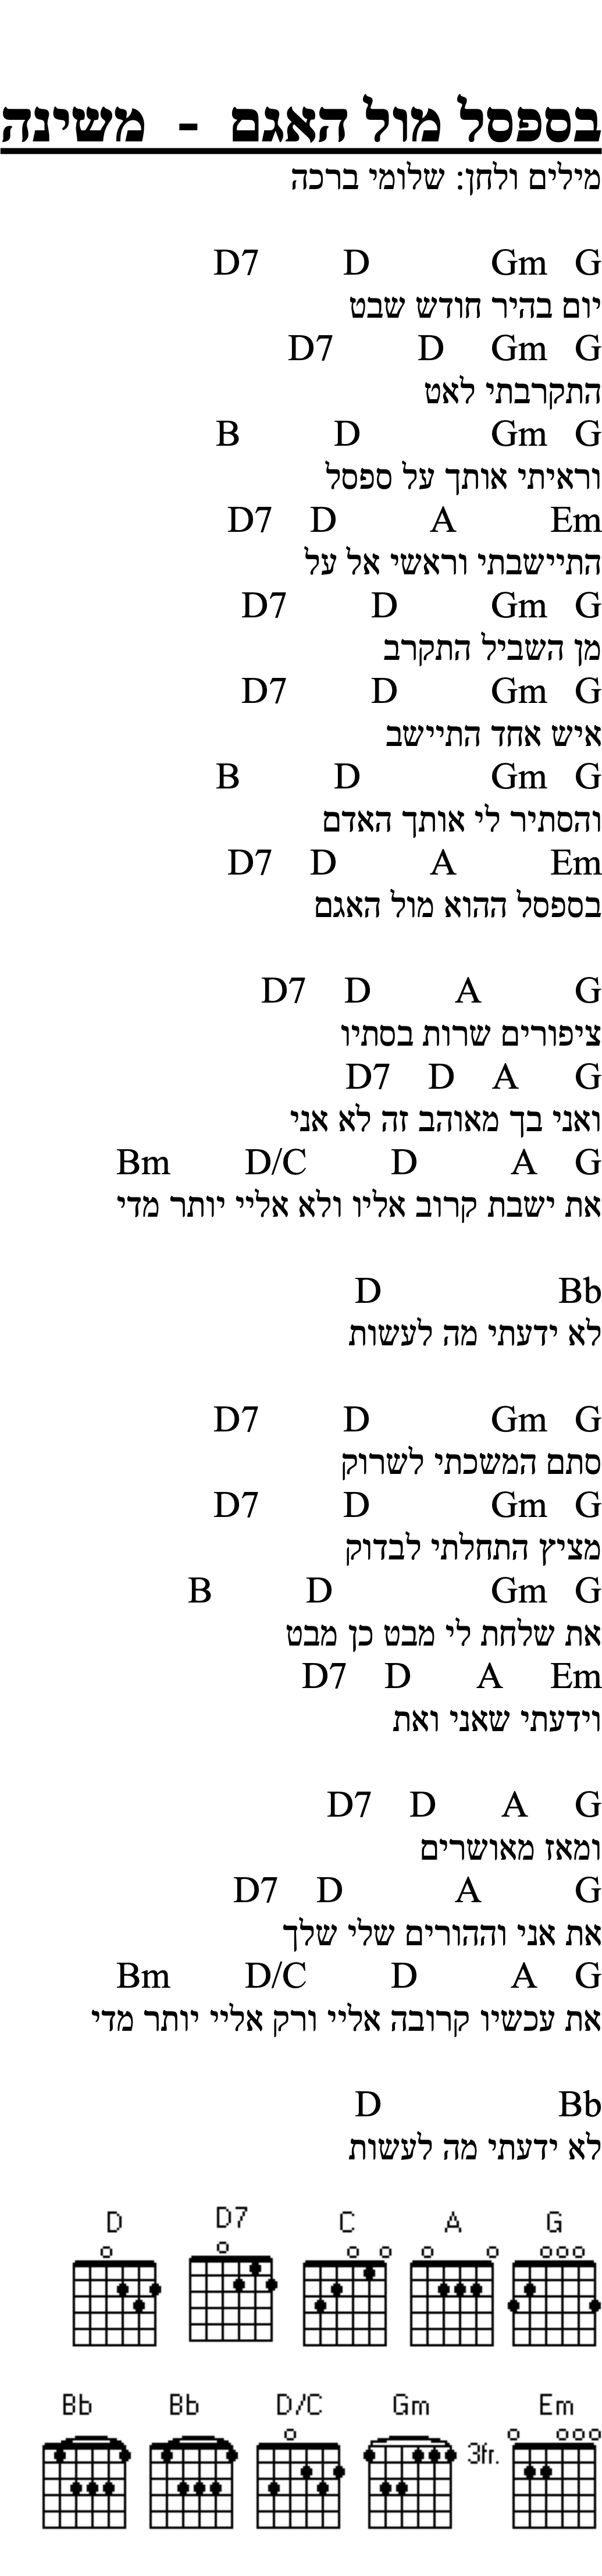 בספסל מול האגם - משינה
מילים ולחן: שלומי ברכה
G Gm D D7
יום בהיר חודש שבט
G Gm D D7
התקרבתי לאט
G Gm D B
וראיתי אותך על ספסל
Em A D D7
התיישבתי וראשי אל על
G Gm D D7
מן השביל התקרב
G Gm D D7
איש אחד התיישב
G Gm D B
והסתיר לי אותך האדם
Em A D D7
בספסל ההוא מול האגם
G A D D7
ציפורים שרות בסתיו
G A D D7
ואני בך מאוהב זה לא אני
G A D D/C Bm
את ישבת קרוב אליו ולא אליי יותר מדי
Bb D
לא ידעתי מה לעשות
G Gm D D7
סתם המשכתי לשרוק
G Gm D D7
מציץ התחלתי לבדוק
G Gm D B
את שלחת לי מבט כן מבט
Em A D D7
וידעתי שאני ואת
G A D D7
ומאז מאושרים
G A D D7
את אני וההורים שלי שלך
G A D D/C Bm
את עכשיו קרובה אליי ורק אליי יותר מדי
Bb D
לא ידעתי מה לעשות
D D7 C A G
Bb Bb D/C Gm 3fr. Em